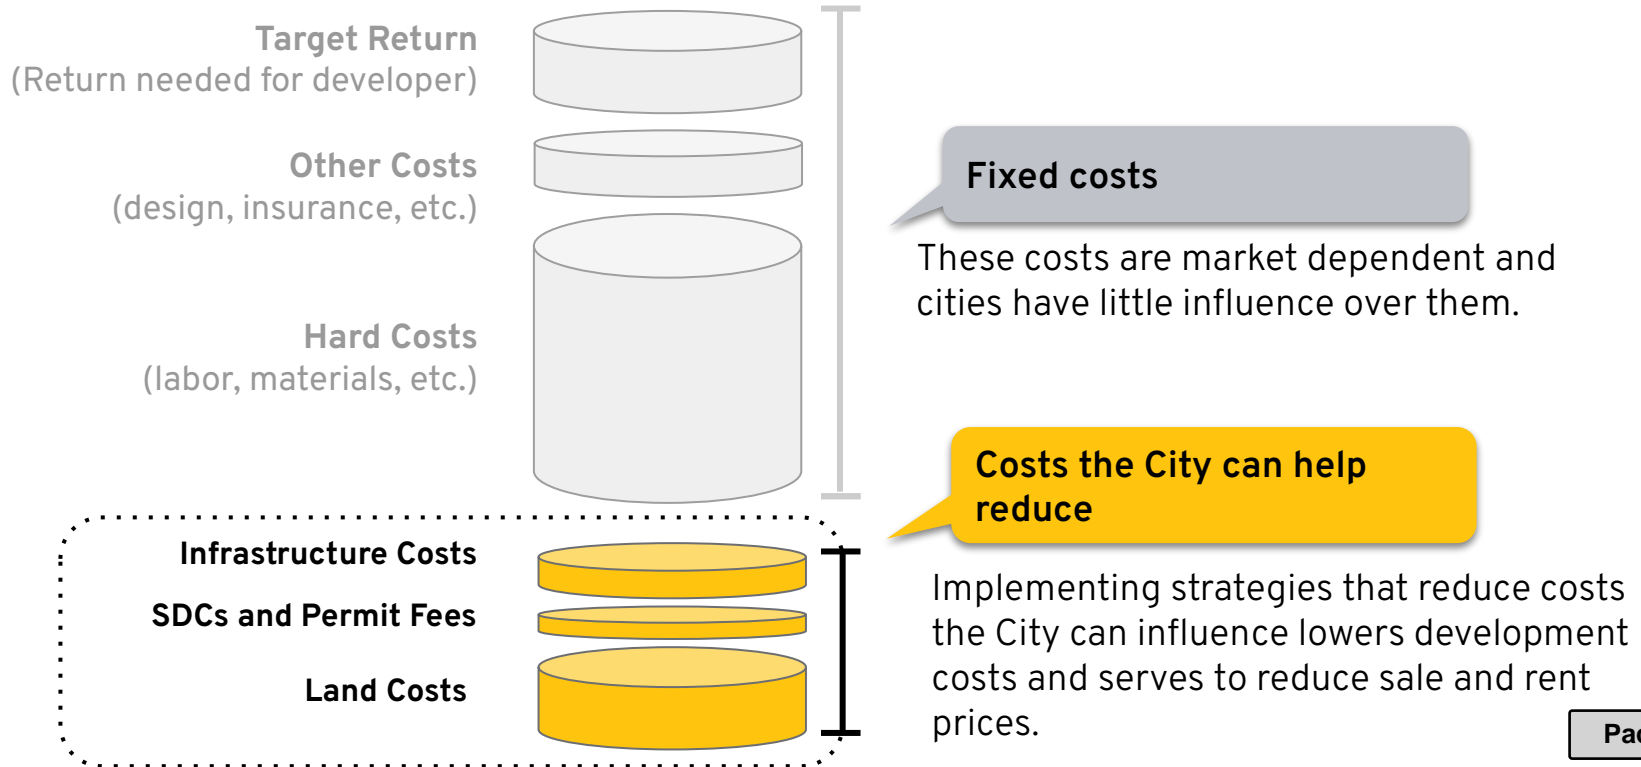 Target Return
(Return needed for developer)
Other Costs
(design, insurance, etc.)
Hard Costs
(labor, materials, etc.)
Fixed costs
These costs are market dependent and
cities have little influence over them.
Costs the City can help
reduce
Infrastructure Costs
SDCs and Permit Fees
Land Costs
Implementing strategies that reduce costs
the City can influence lowers development
costs and serves to reduce sale and rent
prices.